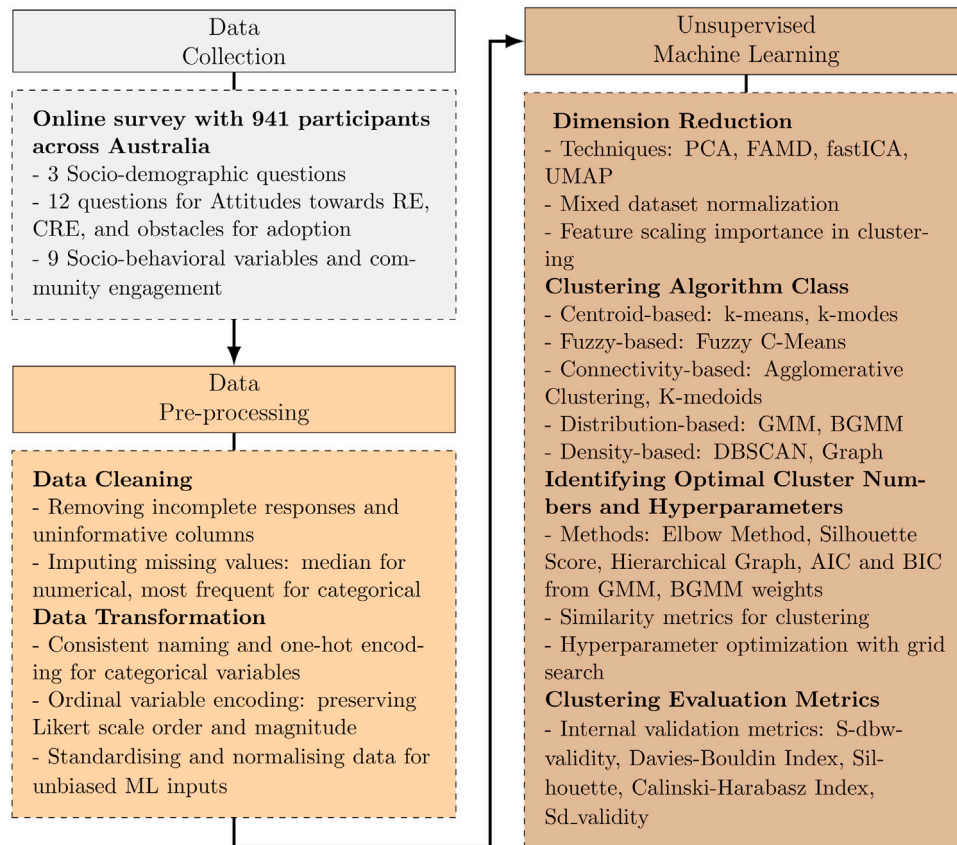 Data
Collection
Online survey with 941 participants
across Australia
- 3 Socio-demographic questions
- 12 questions for Attitudes towards RE,
CRE, and obstacles for adoption
- 9 Socio-behavioral variables and com-
munity engagement
Data
Pre-processing
Data Cleaning
- Removing incomplete responses and
uninformative columns
- Imputing missing values: median for
numerical, most frequent for categorical
Data Transformation
- Consistent naming and one-hot encod-
ing for categorical variables
- Ordinal variable encoding: preserving
Likert scale order and magnitude
- Standardising and normalising data for
unbiased ML inputs
Unsupervised
Machine Learning
Dimension Reduction
- Techniques: PCA, FAMD, fastICA,
UMAP
- Mixed dataset normalization
- Feature scaling importance in cluster-
ing
Clustering Algorithm Class
- Centroid-based: k-means, k-modes
- Fuzzy-based: Fuzzy C-Means
- Connectivity-based: Agglomerative
Clustering, K-medoids
- Distribution-based: GMM, BGMM
- Density-based: DBSCAN, Graph
Identifying Optimal Cluster Num-
bers and Hyperparameters
- Methods: Elbow Method, Silhouette
Score, Hierarchical Graph, AIC and BIC
from GMM, BGMM weights
- Similarity metrics for clustering
- Hyperparameter optimization with grid
search
Clustering Evaluation Metrics
- Internal validation metrics: S-dbw-
validity, Davies-Bouldin Index, Sil-
houette, Calinski-Harabasz Index,
Sd_validity